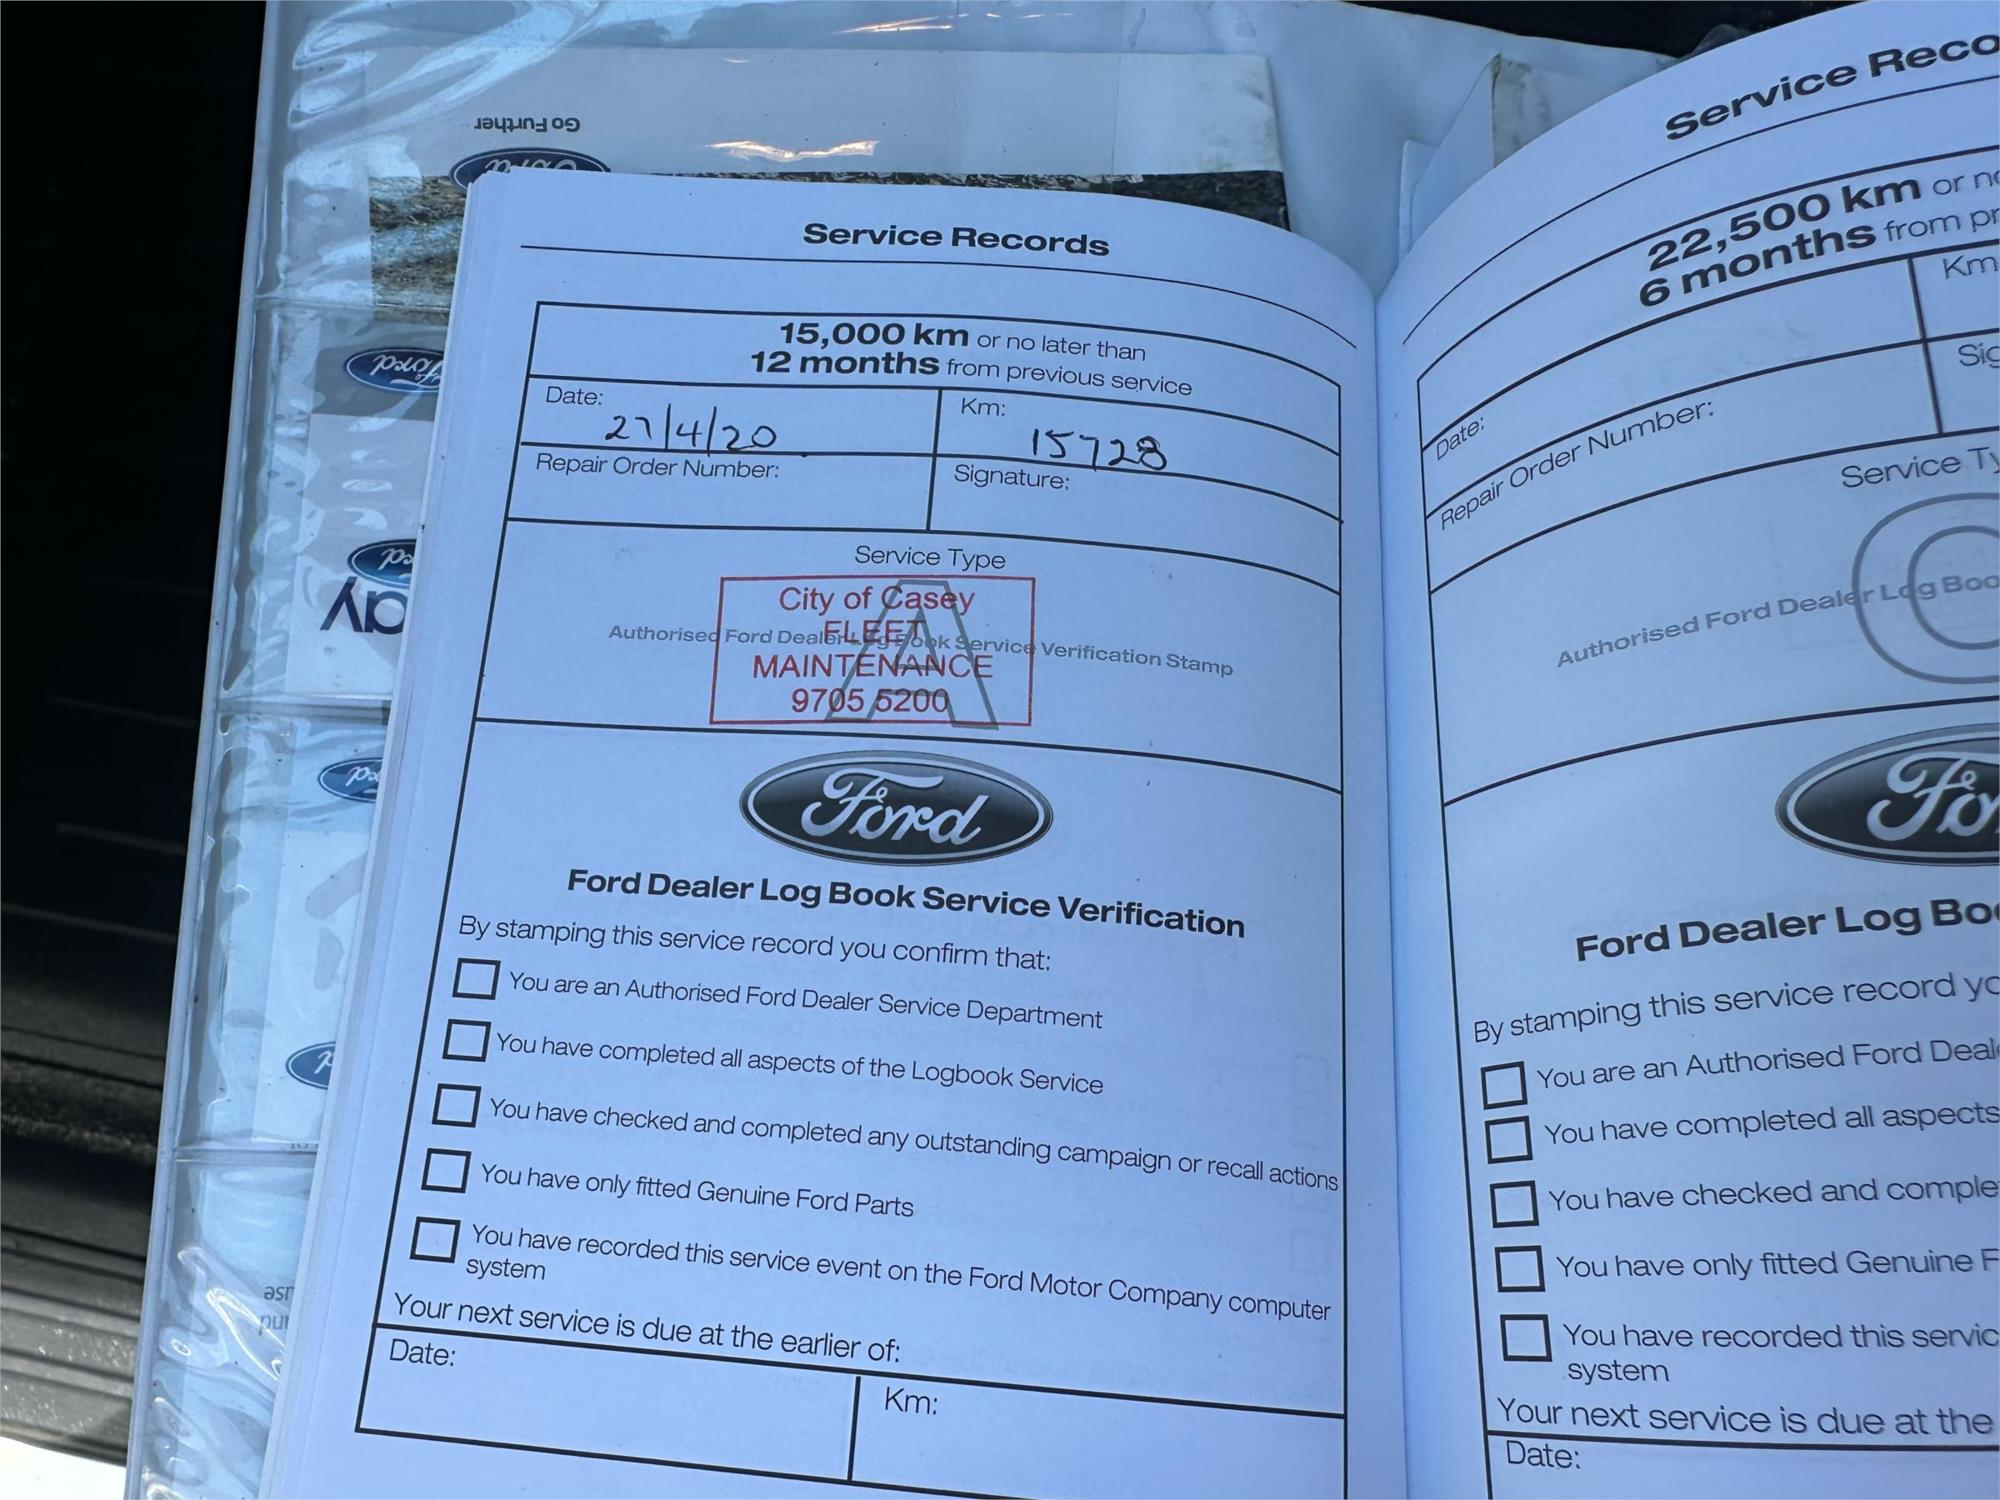 Go Further
Ford
Ford
Service Records
15,000 km or no later than
12 months from previous service
Date:
27/4/20
Km:
15728
Repair Order Number:
Signature:
Service Type
A
Authorised Ford Dealer Log Book Service Verification Stamp
City of Casey
FLEET
MAINTENANCE
9705 5200
Ford
Ford Dealer Log Book Service Verification
By stamping this service record you confirm that:
You are an Authorised Ford Dealer Service Department
You have completed all aspects of the Logbook Service
You have checked and completed any outstanding campaign or recall actions
You have only fitted Genuine Ford Parts
You have recorded this service event on the Ford Motor Company computer
system
Your next service is due at the earlier of:
Date:
Km:
Service Reco
22,500 km or no
6 months from pr
Date:
Km
Repair Order Number:
Sig
Service Ty
Authorised Ford Dealer Log Boo
Fo
Ford Dealer Log Bo
By stamping this service record yo
You are an Authorised Ford Deal
You have completed all aspects
You have checked and comple
You have only fitted Genuine F
You have recorded this servic
system
Your next service is due at the
Date: